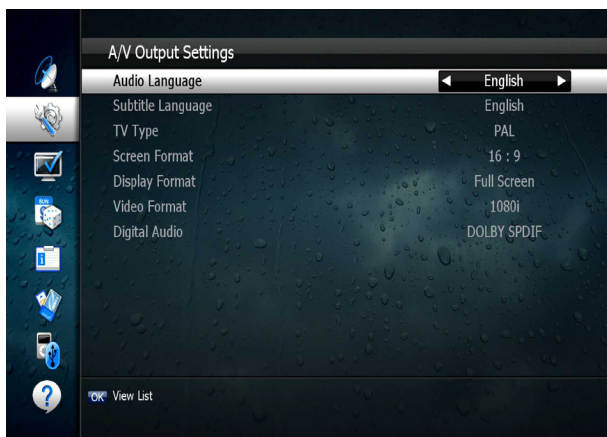 A/V Output Settings
Audio Language English
Subtitle Language English
TV Type PAL
Screen Format 16 : 9
Display Format Full Screen
Video Format 1080i
Digital Audio DOLBY SPDIF
SUN
OK View List